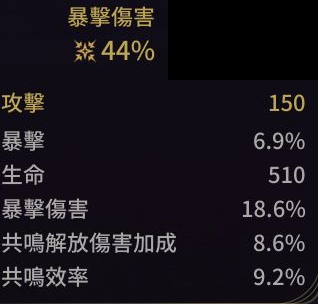 暴擊傷害
44%
攻擊 150
暴擊 6.9%
生命 510
暴擊傷害 18.6%
共鳴解放傷害加成 8.6%
共鳴效率 9.2%